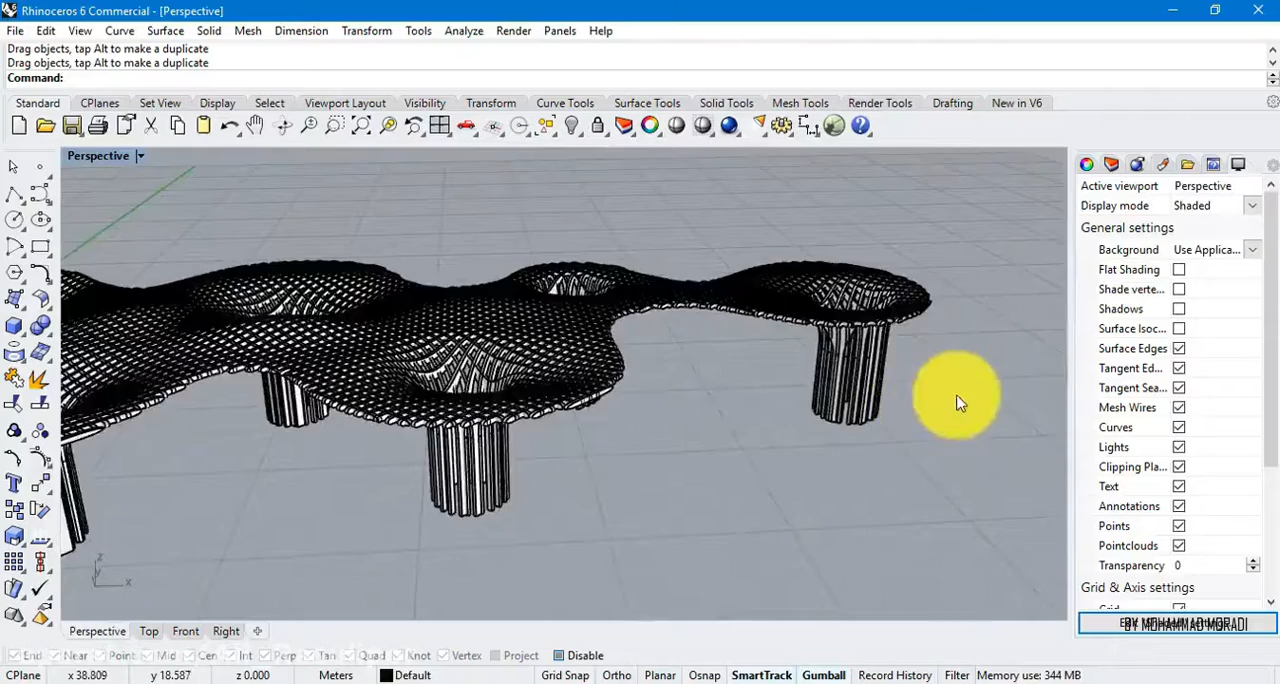 Rhinoceros 6 Commercial - [Perspective]
File Edit View Curve Surface Solid Mesh Dimension Transform Tools Analyze Render Panels Help
Drag objects, tap Alt to make a duplicate
Drag objects, tap Alt to make a duplicate
Command:
Standard CPlanes Set View Display Select Viewport Layout Visibility Transform Curve Tools Surface Tools Solid Tools Mesh Tools Render Tools Drafting New in V6
Perspective
Active viewport Perspective
Display mode Shaded
General settings
Background Use Applica...
Flat Shading
Shade verte...
Shadows
Surface Isoc...
Surface Edges
Tangent Ed...
Tangent Sea...
Mesh Wires
Curves
Lights
Clipping Pla...
Text
Annotations
Points
Pointclouds
Transparency 0
Grid & Axis settings
BY MOHAMMAD MORADI
z
y
x
Perspective Top Front Right
End Near Point Mid Cen Int Perp Tan Quad Knot Vertex Project Disable
CPlane x 38.809 y 18.587 z 0.000 Meters Default Grid Snap Ortho Planar Osnap SmartTrack Gumball Record History Filter Memory use: 344 MB